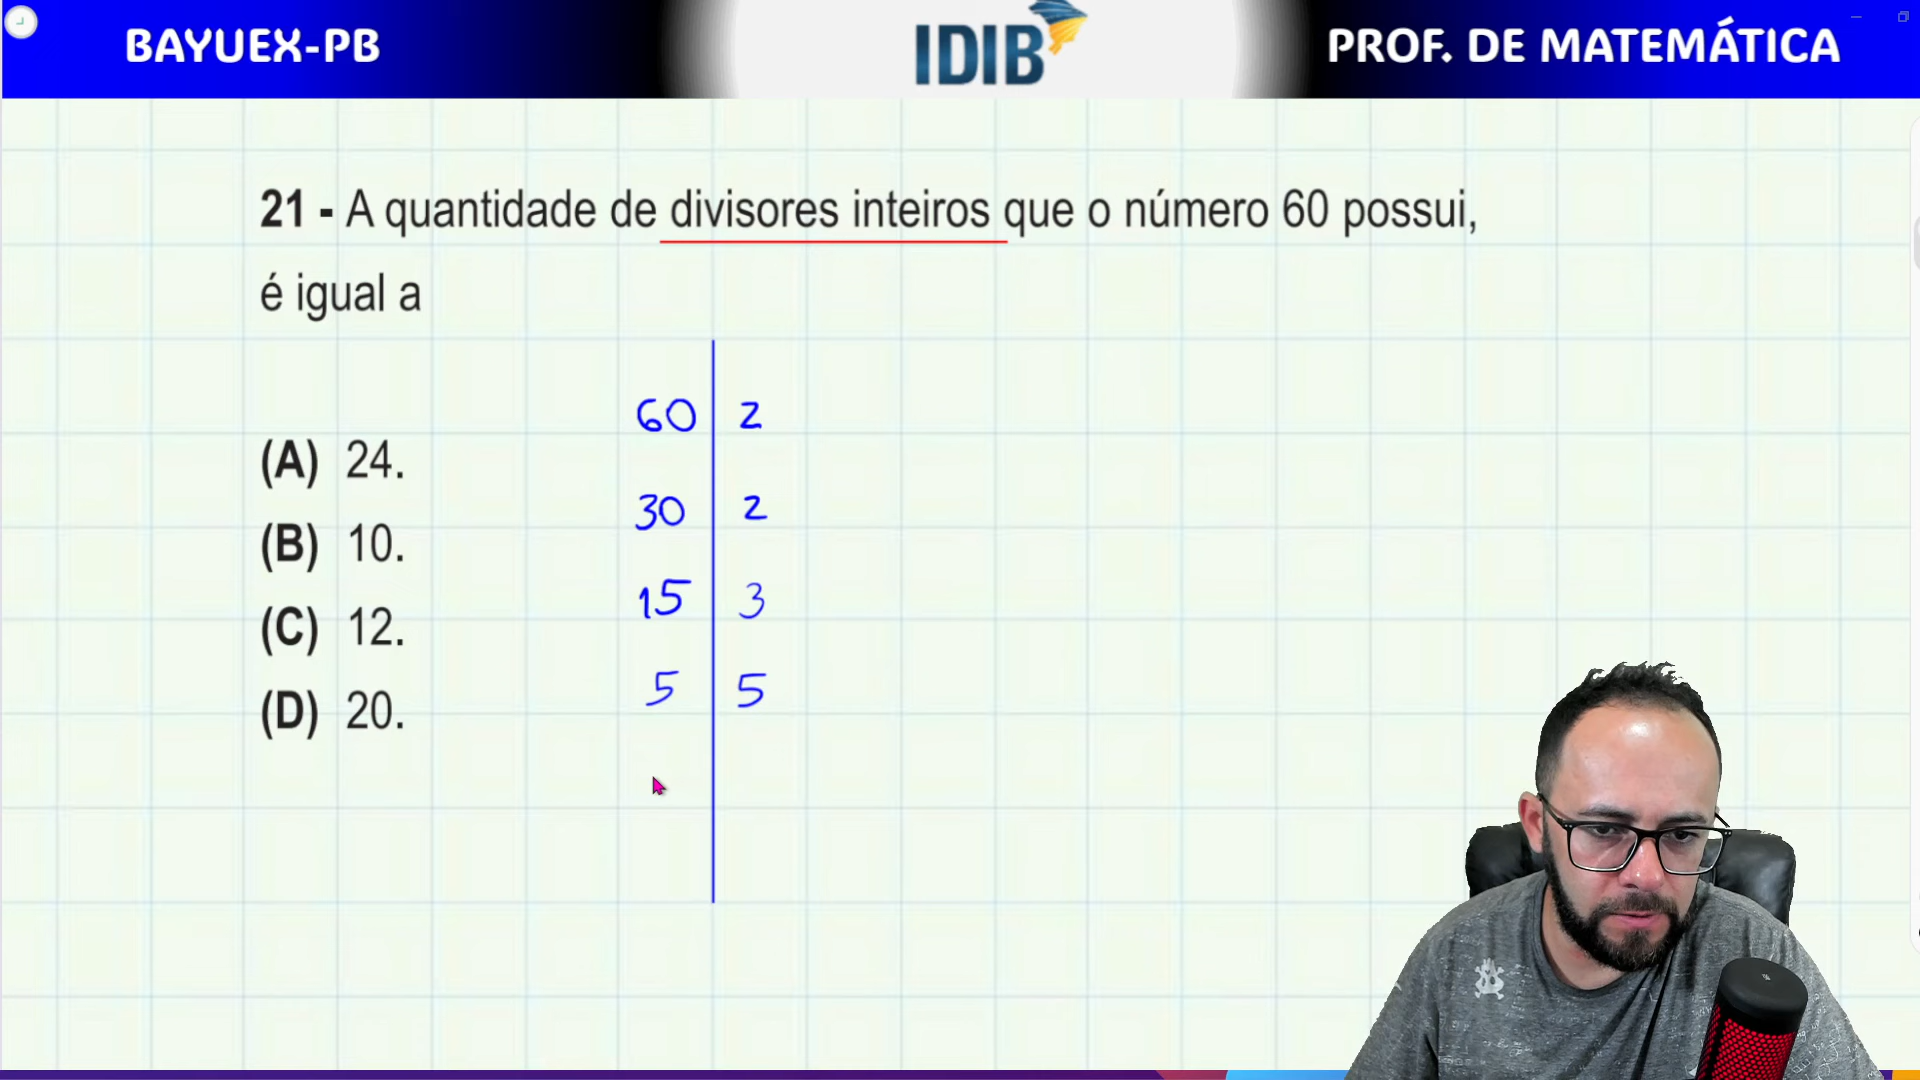 BAYUEX-PB
IDIB
PROF. DE MATEMÁTICA
21 - A quantidade de divisores inteiros que o número 60 possui,
é igual a
(A) 24.
(B) 10.
(C) 12.
(D) 20.
60 2
30 2
15 3
5 5